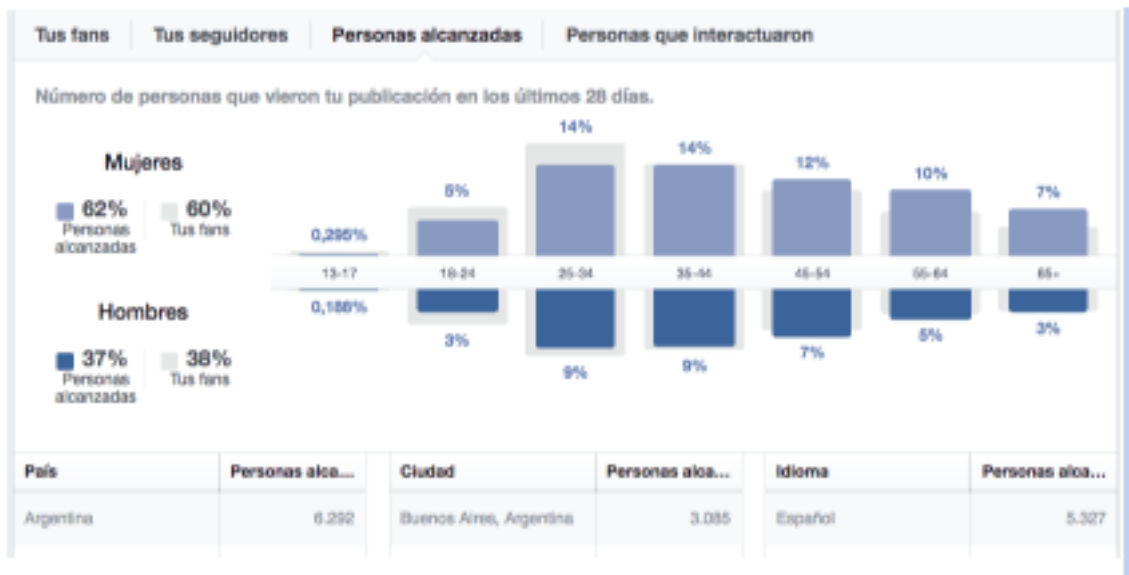 Tus fans Tus seguidores Personas alcanzadas Personas que interactuaron
Número de personas que vieron tu publicación en los últimos 28 días.
Mujeres
62% 60%
Personas alcanzadas Tus fans
0,295% 14% 14% 12% 10% 7%
13-17 18-24 25-34 35-44 45-54 55-64 65+
Hombres
37% 38%
Personas alcanzadas Tus fans
0,188% 3% 9% 9% 7% 5% 3%
País Personas alca.... Ciudad Personas alca... Idioma Personas alca...
Argentina 6.292 Buenos Aires, Argentina 3.085 Español 5.327